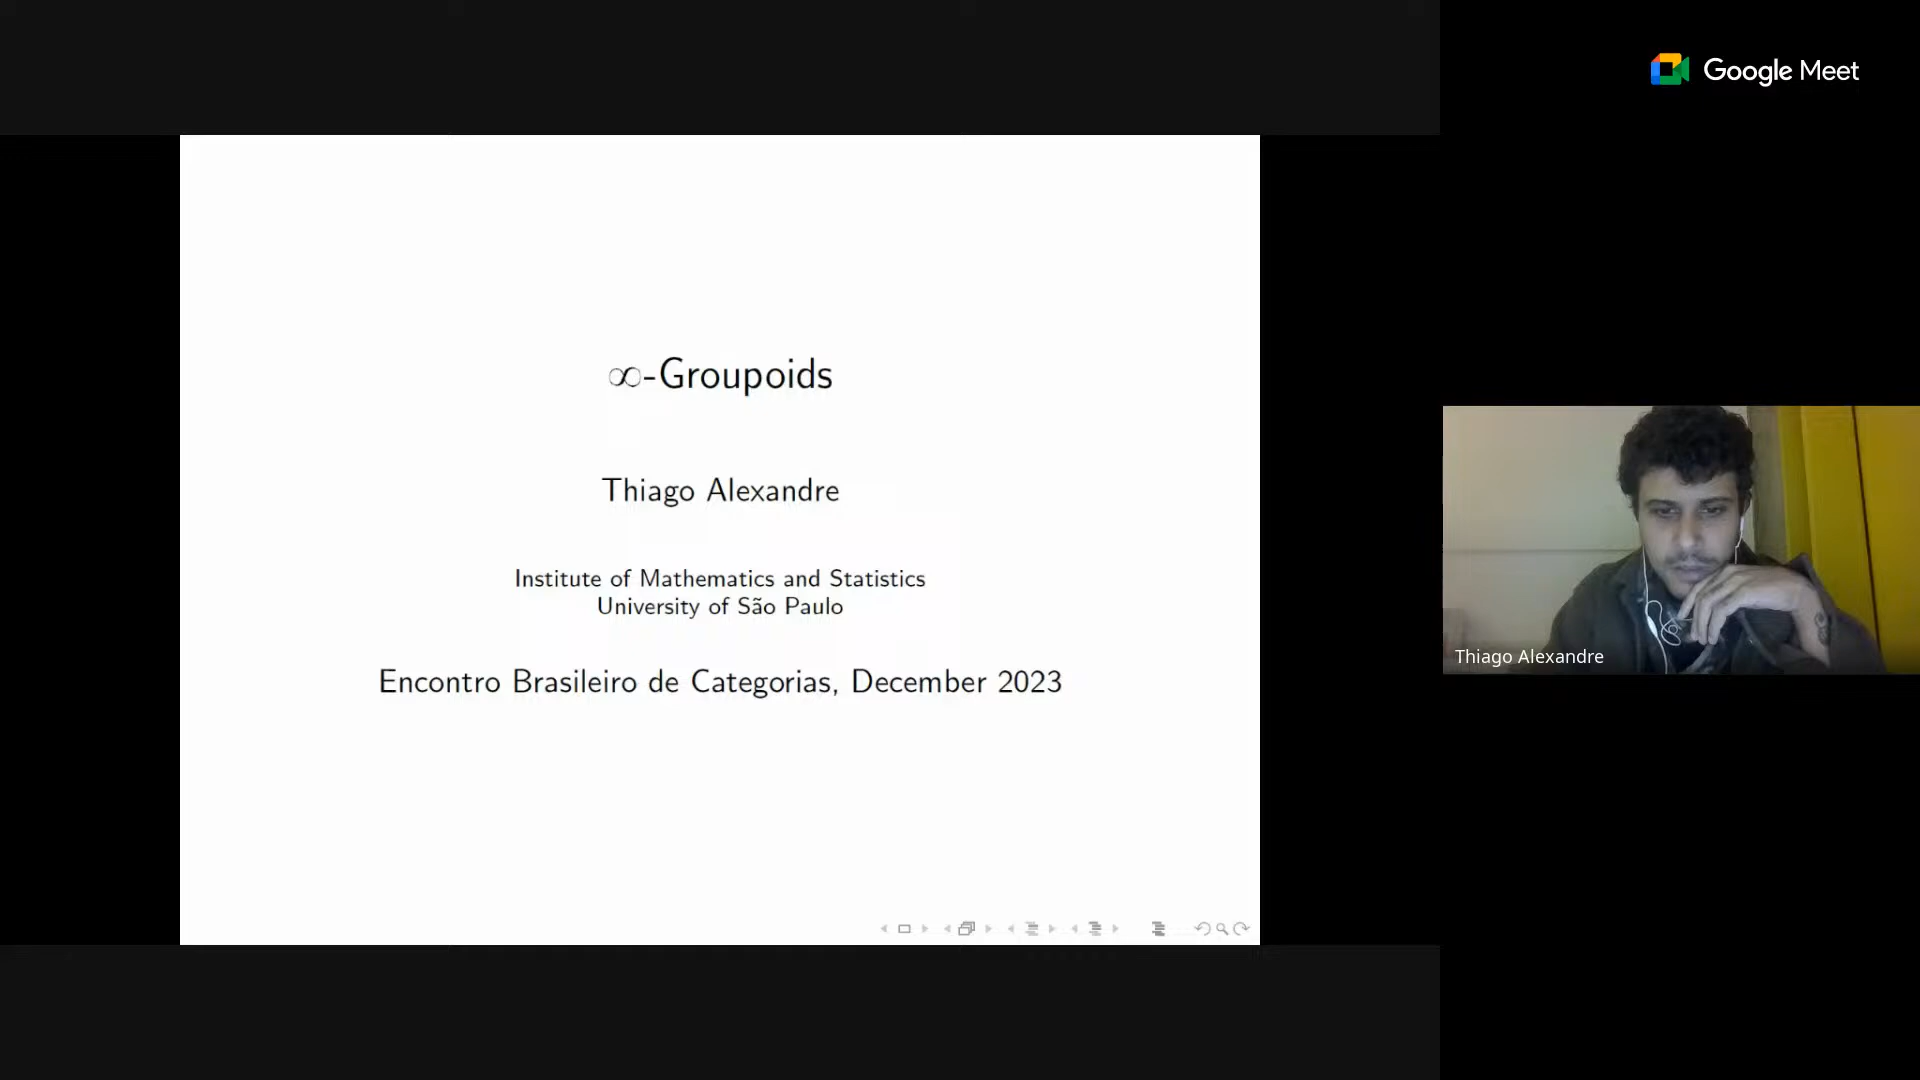 Google Meet
∞-Groupoids
Thiago Alexandre
Institute of Mathematics and Statistics
University of São Paulo
Encontro Brasileiro de Categorias, December 2023
Thiago Alexandre